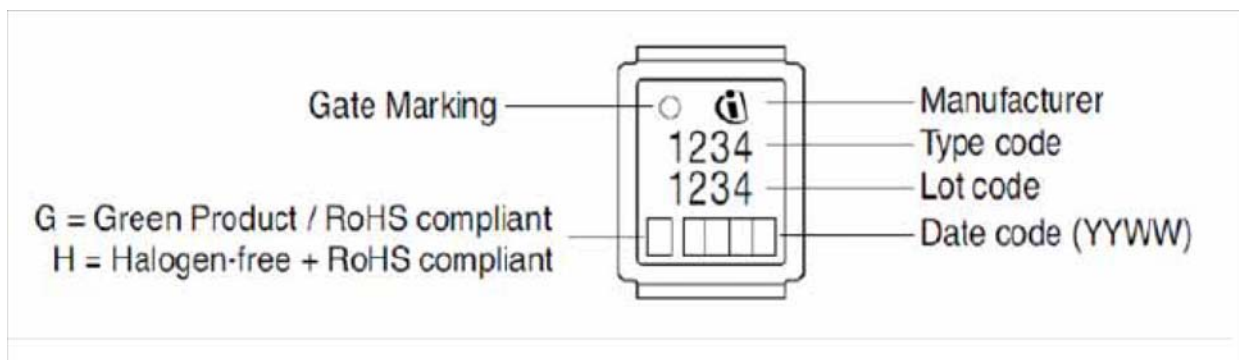 Gate Marking
Manufacturer
1234
Type code
1234
Lot code
G = Green Product / RoHS compliant
H = Halogen-free + RoHS compliant
Date code (YYWW)